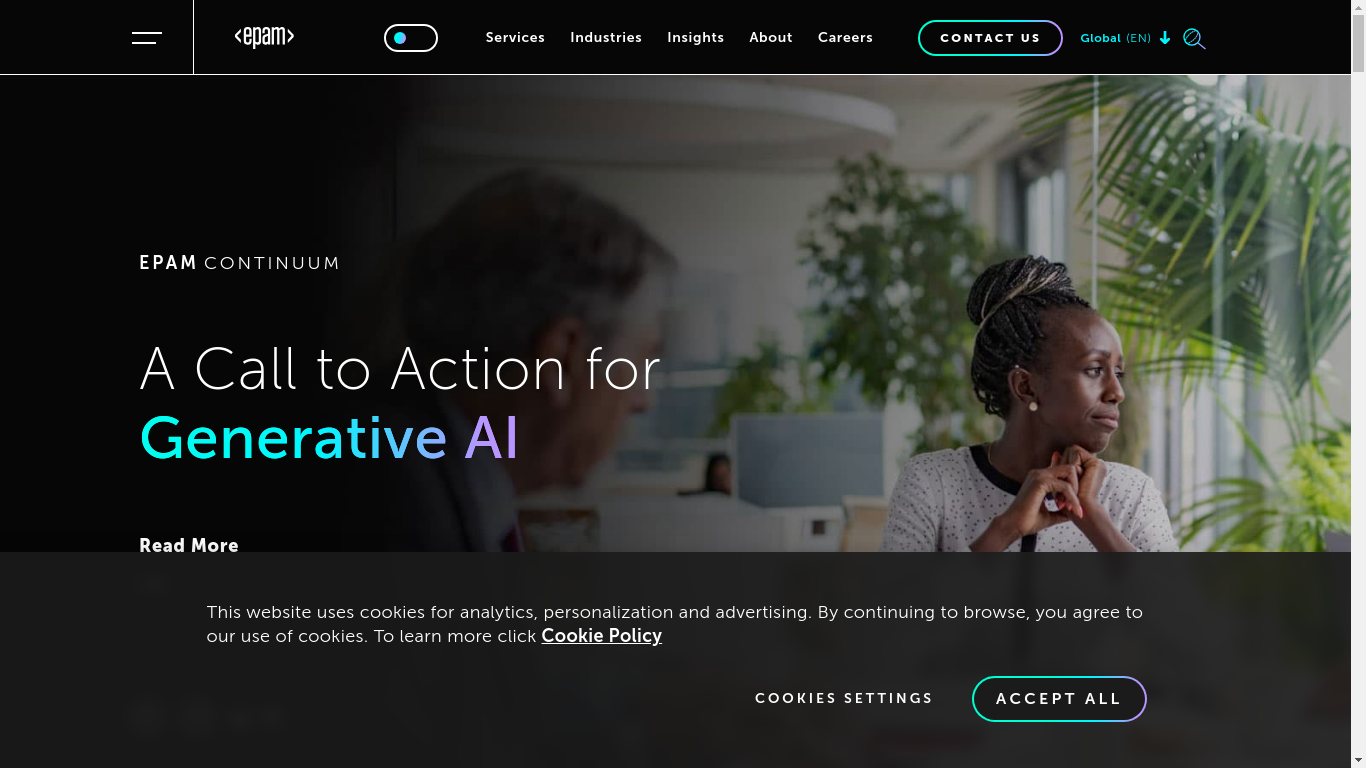 <epam>
Services
Industries
Insights
About
Careers
CONTACT US
Global (EN)
EPAM CONTINUUM
A Call to Action for
Generative AI
Read More
This website uses cookies for analytics, personalization and advertising. By continuing to browse, you agree to
our use of cookies. To learn more click Cookie Policy
COOKIES SETTINGS
ACCEPT ALL